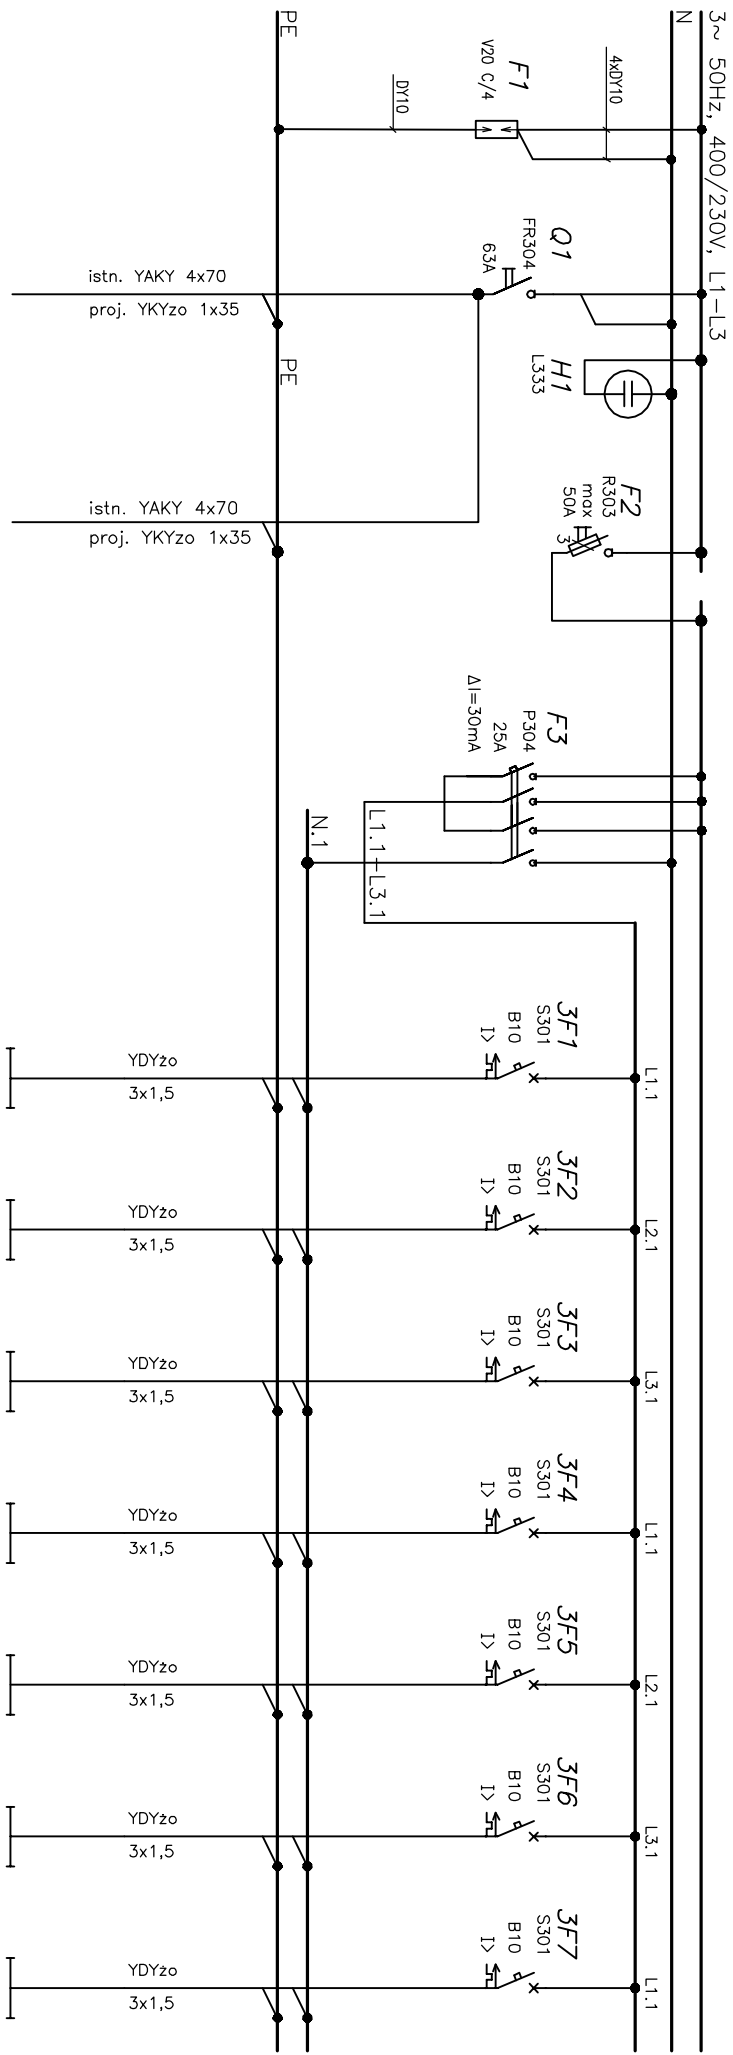 3~ 50Hz, 400/230V, L1-L3
N
PE
4xDY10
F1
V20 C/4
DY10
Q1
FR304
63A
istn. YAKY 4x70
proj. YKYzo 1x35
H1
L333
PE
F2
R303
max
50A
3
istn. YAKY 4x70
proj. YKYzo 1x35
F3
P304
25A
ΔI=30mA
N.1
L1.1-L3.1
3F1
S301
B10
I>
L1.1
YDYżo
3x1,5
3F2
S301
B10
I>
L2.1
YDYżo
3x1,5
3F3
S301
B10
I>
L3.1
YDYżo
3x1,5
3F4
S301
B10
I>
L1.1
YDYżo
3x1,5
3F5
S301
B10
I>
L2.1
YDYżo
3x1,5
3F6
S301
B10
I>
L3.1
YDYżo
3x1,5
3F7
S301
B10
I>
L1.1
YDYżo
3x1,5